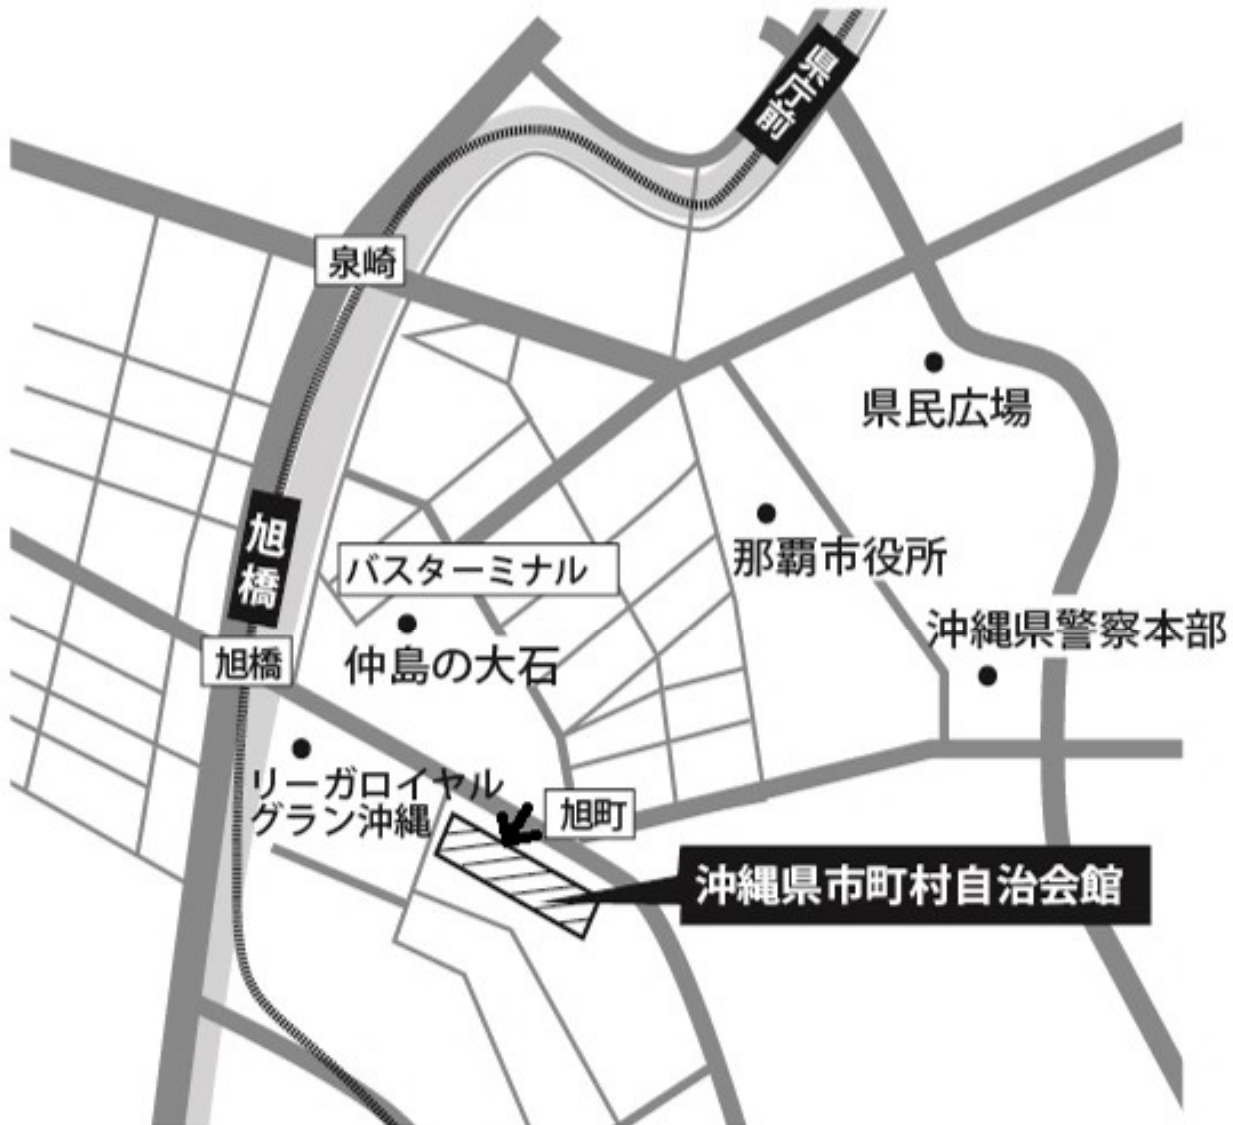 県庁前
泉崎
県民広場
旭橋
那覇市役所
バスターミナル
沖縄県警察本部
旭橋
仲島の大石
リーガロイヤル
グラン沖縄
旭町
沖縄県市町村自治会館